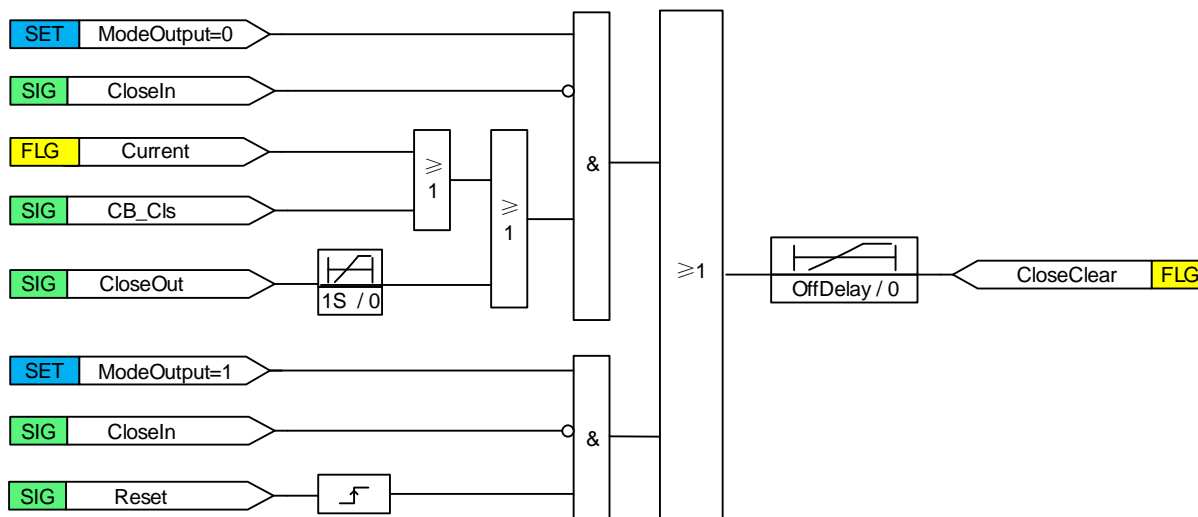 SET ModeOutput=0
SIG CloseIn
FLG Current
SIG CB_Cls
SIG CloseOut
1S / 0
≥
1
≥
1
&
≥1
OffDelay / 0
CloseClear FLG
SET ModeOutput=1
SIG CloseIn
SIG Reset
&